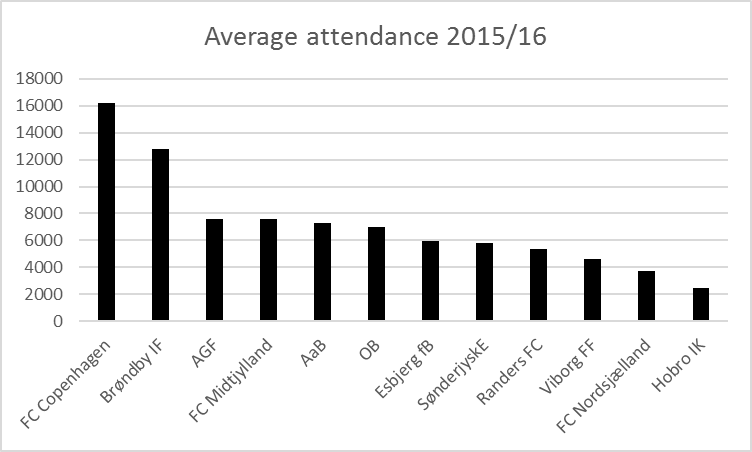 Average attendance 2015/16
18000
16000
14000
12000
10000
8000
6000
4000
2000
0
FC Copenhagen
Brøndby IF
AGF
FC Midtjylland
AaB
OB
Esbjerg fB
SønderjyskE
Randers FC
Viborg FF
FC Nordsjælland
Hobro IK